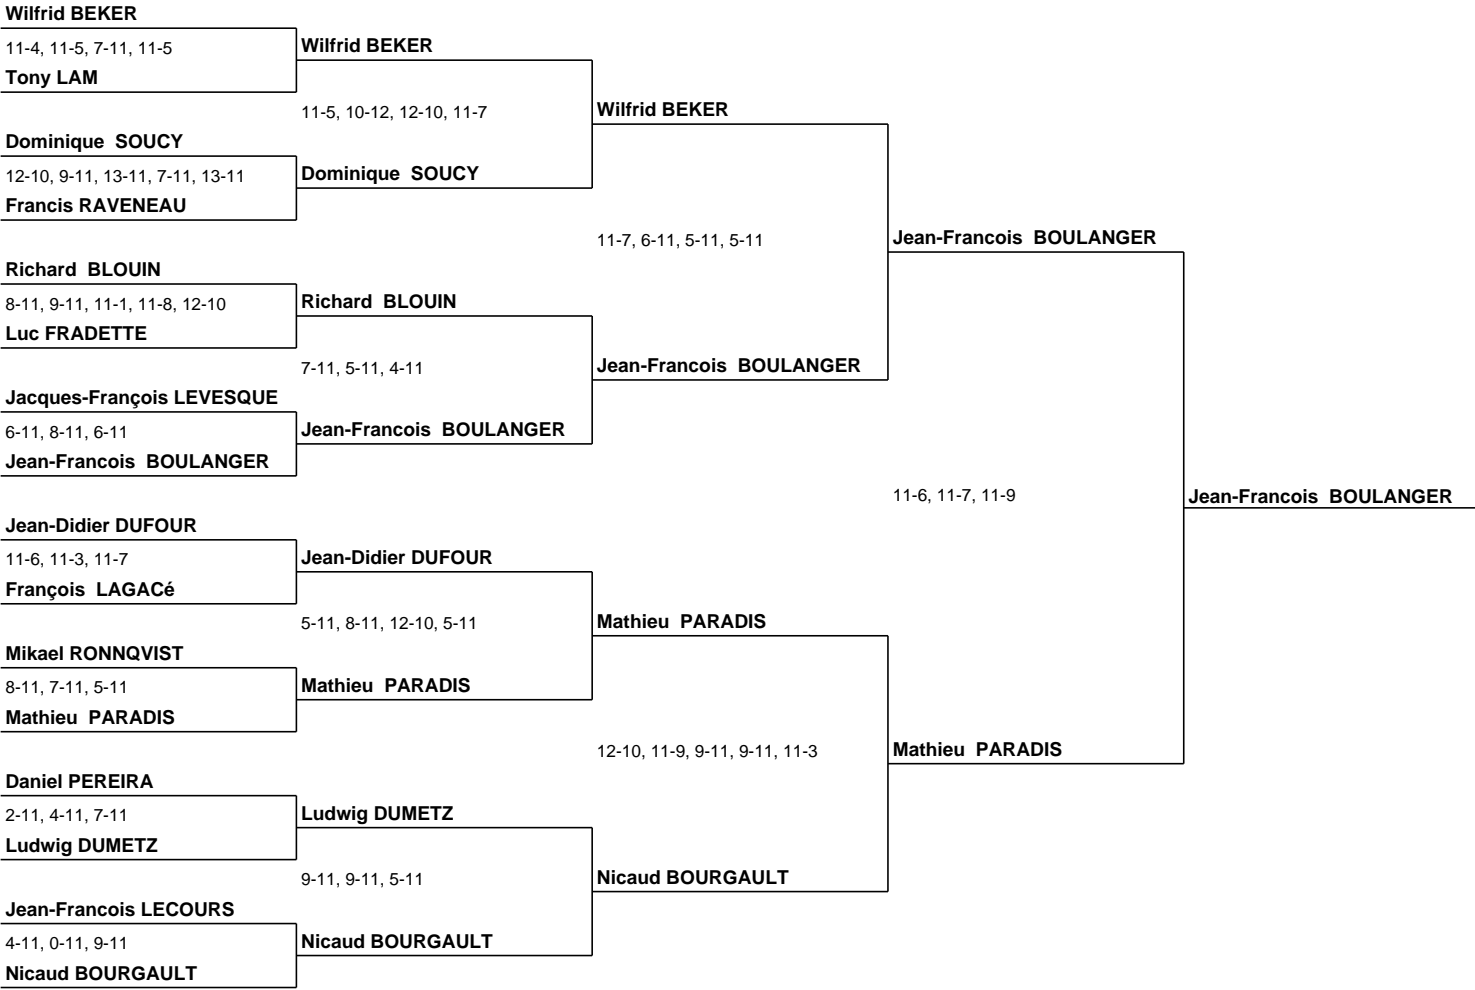 Wilfrid BEKER
11-4, 11-5, 7-11, 11-5
Tony LAM
Dominique  SOUCY
12-10, 9-11, 13-11, 7-11, 13-11
Francis RAVENEAU
Richard  BLOUIN
8-11, 9-11, 11-1, 11-8, 12-10
Luc FRADETTE
Jacques-François LEVESQUE
6-11, 8-11, 6-11
Jean-Francois  BOULANGER
Jean-Didier DUFOUR
11-6, 11-3, 11-7
François  LAGACé
Mikael RONNQVIST
8-11, 7-11, 5-11
Mathieu  PARADIS
Daniel PEREIRA
2-11, 4-11, 7-11
Ludwig DUMETZ
Jean-Francois LECOURS
4-11, 0-11, 9-11
Nicaud BOURGAULT
Wilfrid BEKER
11-5, 10-12, 12-10, 11-7
Dominique  SOUCY
Richard  BLOUIN
7-11, 5-11, 4-11
Jean-Francois  BOULANGER
Jean-Didier DUFOUR
5-11, 8-11, 12-10, 5-11
Mathieu  PARADIS
Ludwig DUMETZ
9-11, 9-11, 5-11
Nicaud BOURGAULT
Wilfrid BEKER
11-7, 6-11, 5-11, 5-11
Jean-Francois  BOULANGER
Mathieu  PARADIS
12-10, 11-9, 9-11, 9-11, 11-3
Nicaud BOURGAULT
Jean-Francois  BOULANGER
11-6, 11-7, 11-9
Mathieu  PARADIS
Jean-Francois  BOULANGER